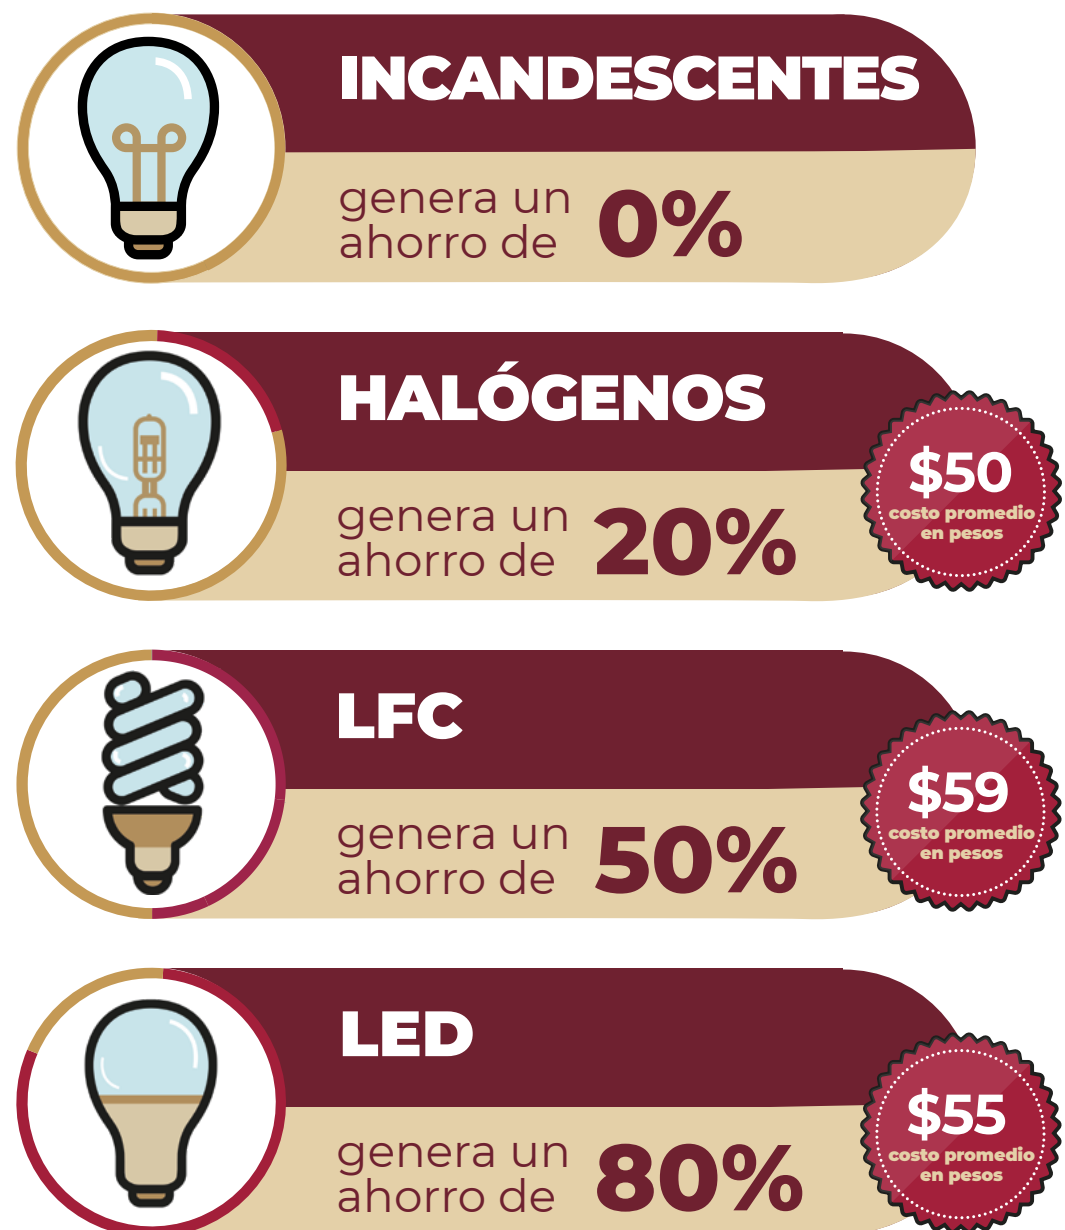 INCANDESCENTES
genera un
ahorro de
0%
HALÓGENOS
genera un
ahorro de
20%
$50
costo promedio
en pesos
LFC
genera un
ahorro de
50%
$59
costo promedio
en pesos
LED
genera un
ahorro de
80%
$55
costo promedio
en pesos